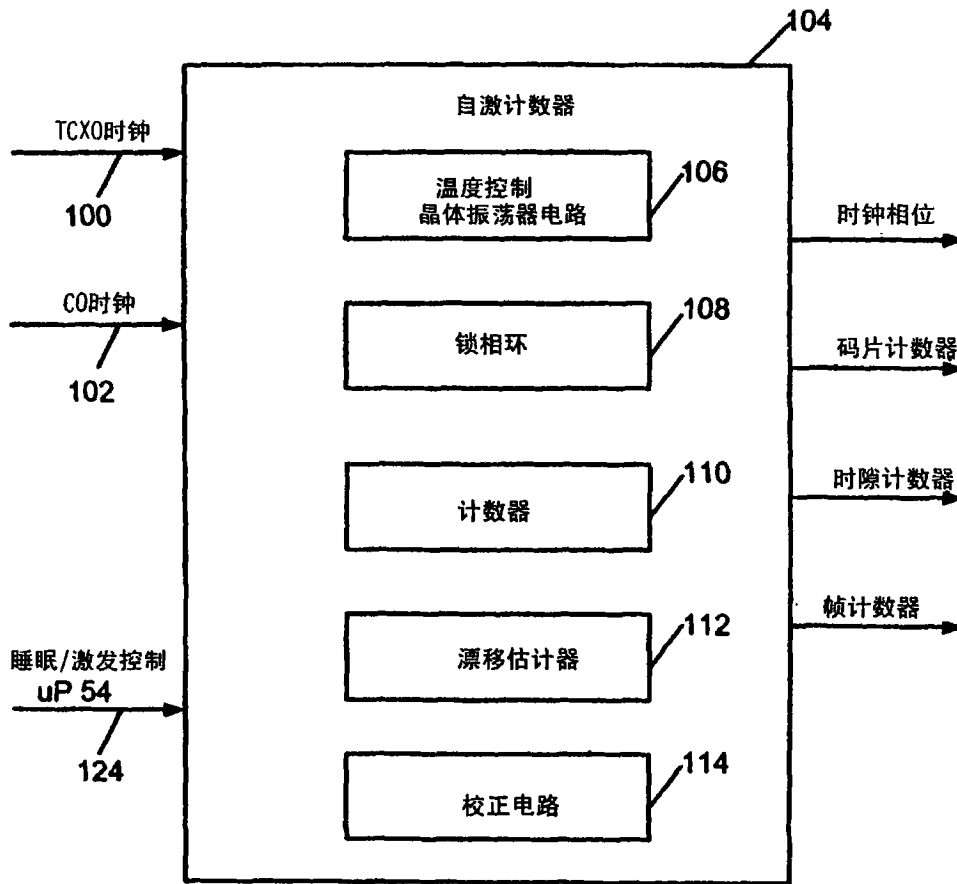 104
自激计数器
TCXO时钟
100
温度控制
晶体振荡器电路
106
时钟相位
CO时钟
102
锁相环
108
码片计数器
计数器
110
时隙计数器
帧计数器
睡眠/激发控制
uP 54
124
漂移估计器
112
校正电路
114